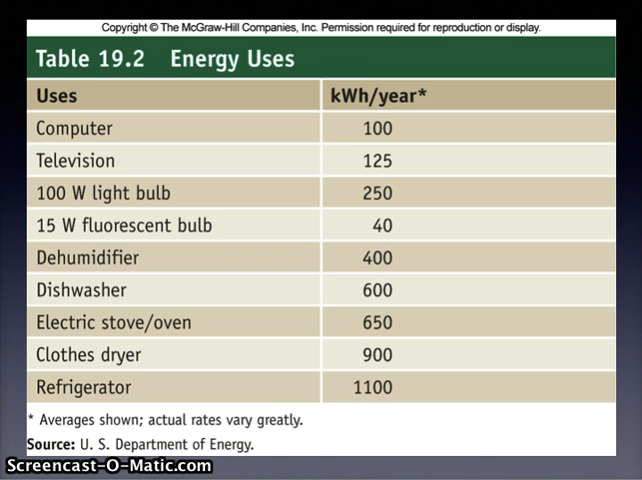 Copyright © The McGraw-Hill Companies, Inc. Permission required for reproduction or display.
Table 19.2 Energy Uses
Uses kWh/year*
Computer 100
Television 125
100 W light bulb 250
15 W fluorescent bulb 40
Dehumidifier 400
Dishwasher 600
Electric stove/oven 650
Clothes dryer 900
Refrigerator 1100
* Averages shown; actual rates vary greatly.
Source: U. S. Department of Energy.
Screencast-O-Matic.com